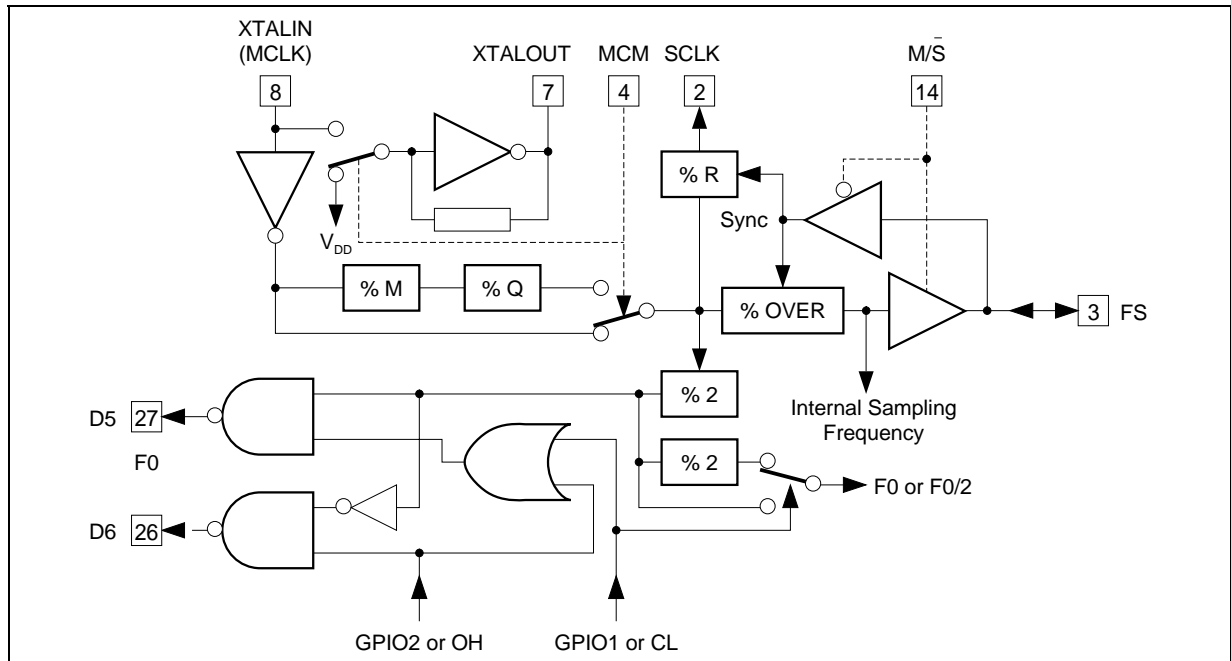 XTALIN
(MCLK)
XTALOUT
MCM
SCLK
M/S̄
8
7
4
2
14
% R
Sync
VDD
% M
% Q
% OVER
3
FS
% 2
D5
27
Internal Sampling
Frequency
F0
% 2
F0 or F0/2
D6
26
GPIO2 or OH
GPIO1 or CL